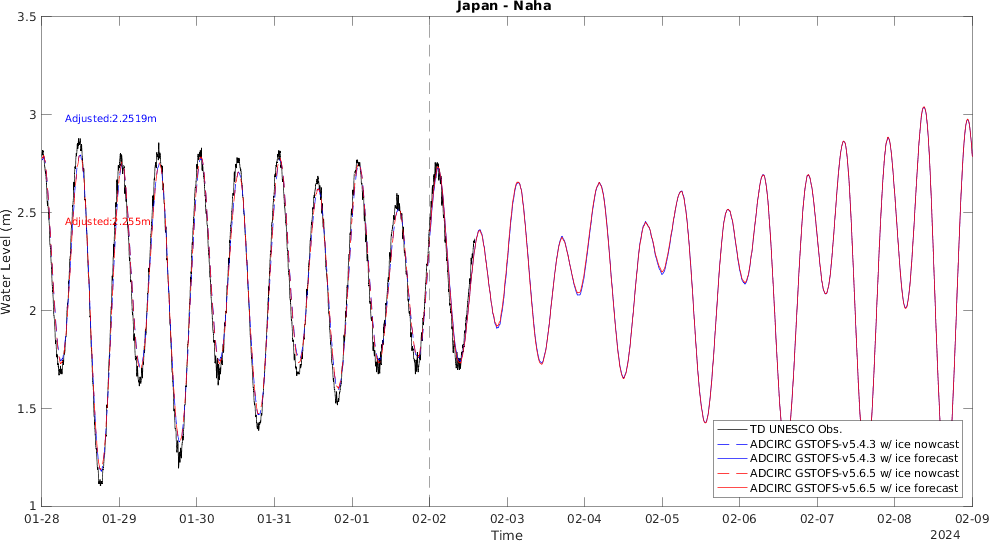 Japan - Naha
3.5
3
2.5
2
1.5
1
Water Level (m)
Adjusted:2.2519m
Adjusted:2.255m
TD UNESCO Obs.
ADCIRC GSTOFS-v5.4.3 w/ ice nowcast
ADCIRC GSTOFS-v5.4.3 w/ ice forecast
ADCIRC GSTOFS-v5.6.5 w/ ice nowcast
ADCIRC GSTOFS-v5.6.5 w/ ice forecast
01-28 01-29 01-30 01-31 02-01 02-02 02-03 02-04 02-05 02-06 02-07 02-08 02-09
Time
2024